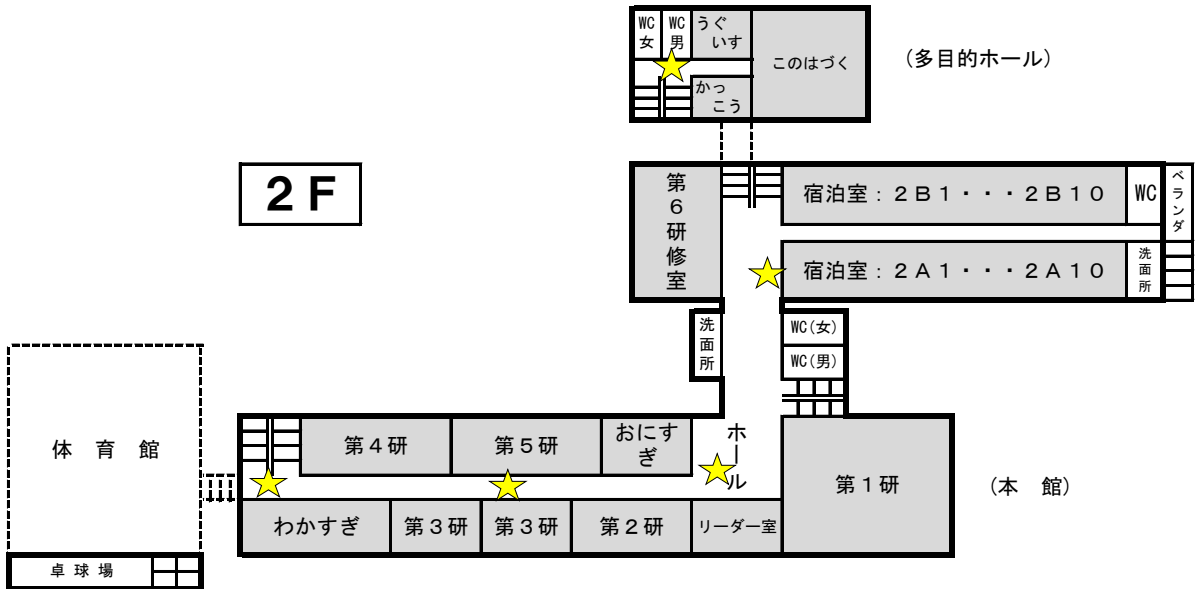 WC
女
WC
男
うぐ
いす
このはづく
(多目的ホール)
かっ
こう
2F
第6研修室
宿泊室:2B1・・・2B10
WC
ベランダ
宿泊室:2A1・・・2A10
洗面所
洗面所
WC(女)
WC(男)
体 育 館
第4研
第5研
おにす
ぎ
ホール
第1研
(本 館)
わかすぎ
第3研
第3研
第2研
リーダー室
卓 球 場